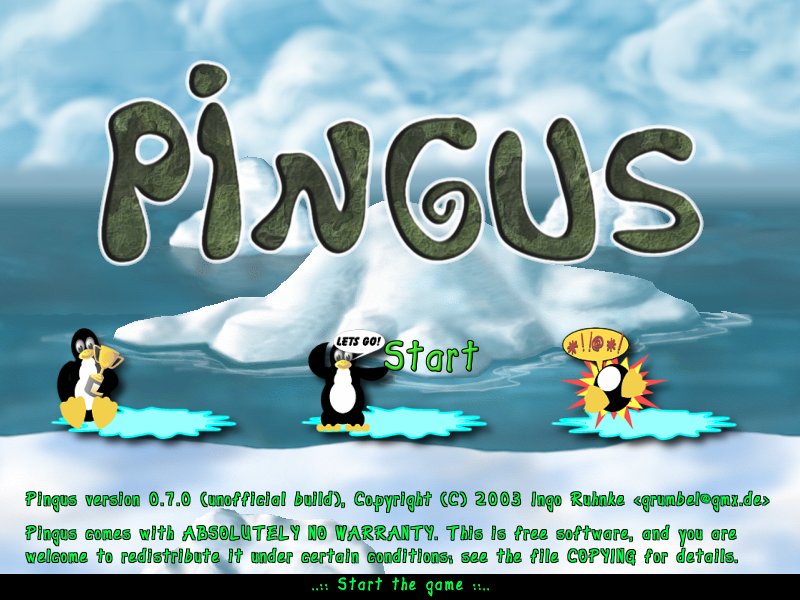 PINGUS
LETS GO!
Start
*!!@*!
Pingus version 0.7.0 (unofficial build), Copyright (C) 2003 Ingo Ruhnke <grumbel@gmx.de>
Pingus comes with ABSOLUTELY NO WARRANTY. This is free software, and you are
welcome to redistribute it under certain conditions; see the file COPYING for details.
..:: Start the game ::..